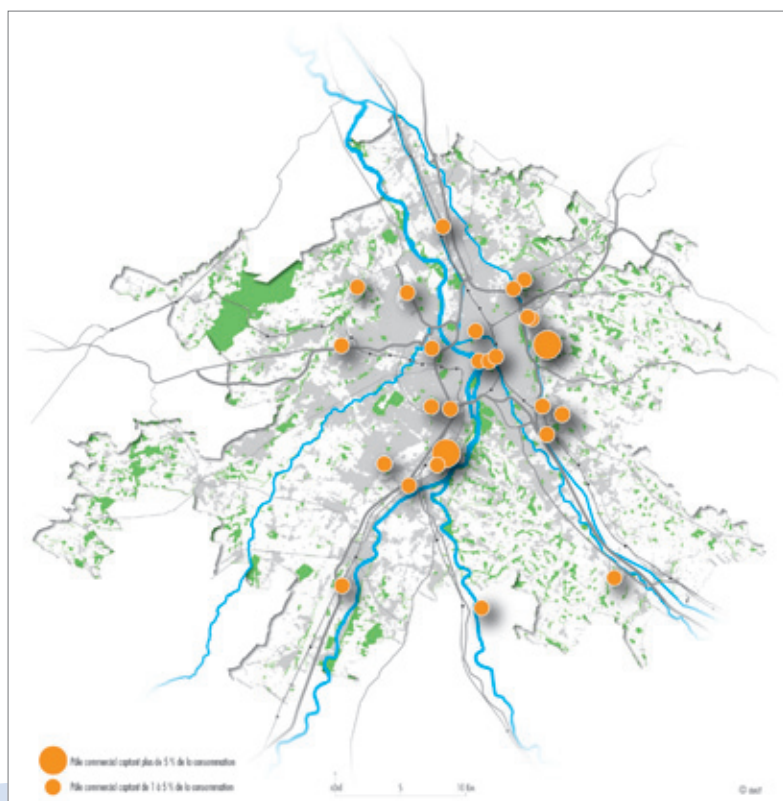 Pôle commercial captant plus de 5 % de la consommation
Pôle commercial captant de 1 à 5 % de la consommation
5 10 Km